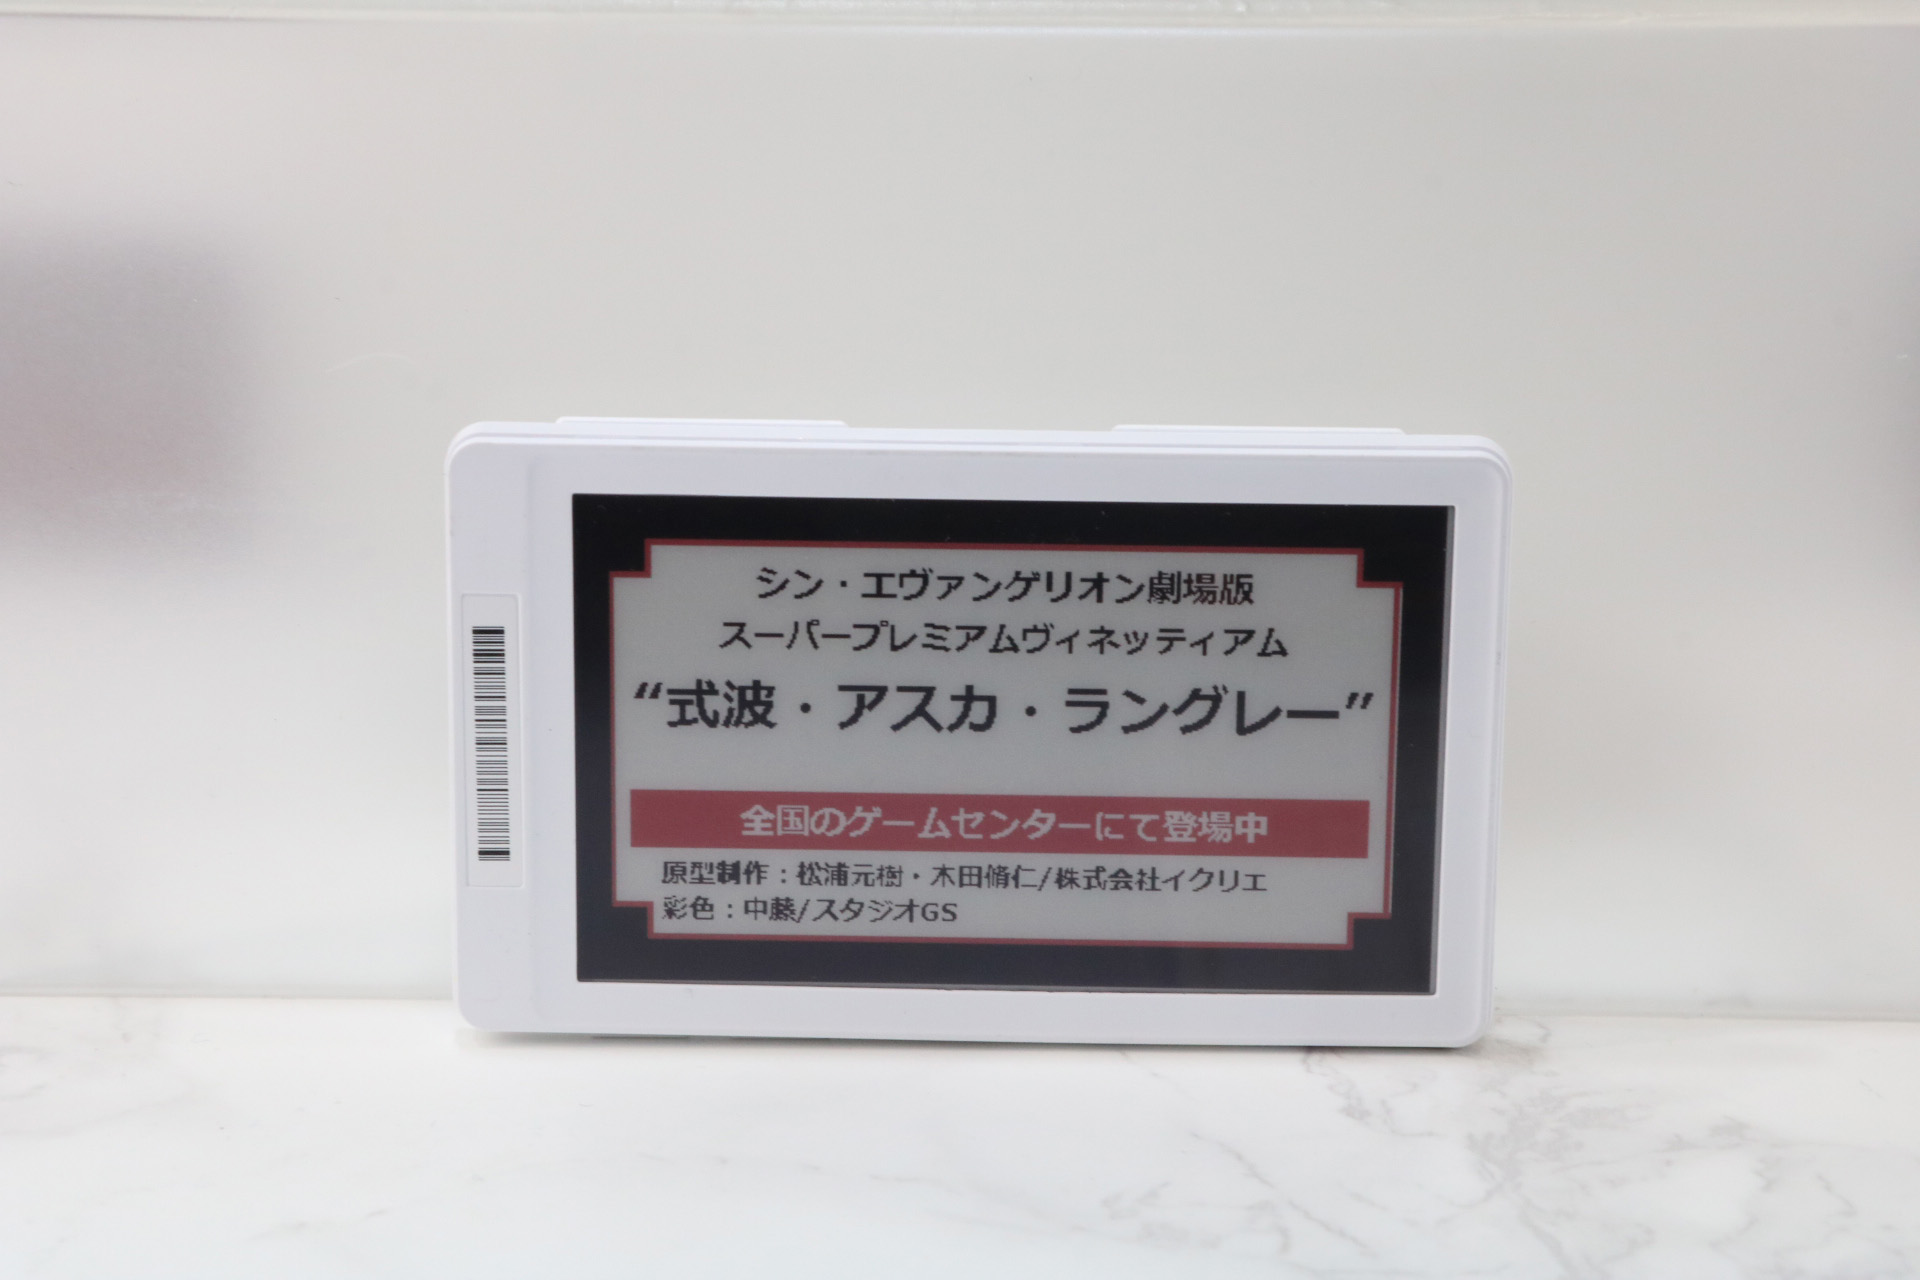 シン・エヴァンゲリオン劇場版
スーパープレミアムヴィネッティアム
“式波・アスカ・ラングレー”
全国のゲームセンターにて登場中
原型制作：松浦元樹・木田脩仁/株式会社イクリエ
彩色：中藤/スタジオGS